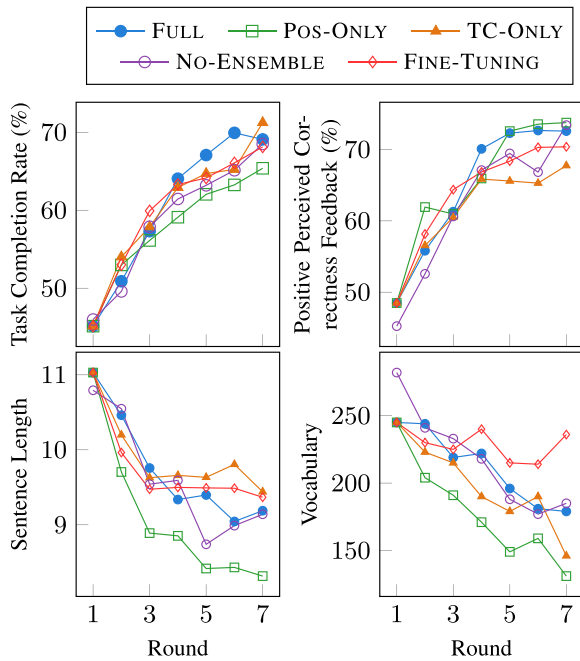 FULL POS-ONLY TC-ONLY
NO-ENSEMBLE FINE-TUNING
Task Completion Rate (%)
70
60
50
Positive Perceived Cor-
rectness Feedback (%)
70
60
50
Sentence Length
11
10
9
1 3 5 7
Round
Vocabulary
250
200
150
1 3 5 7
Round